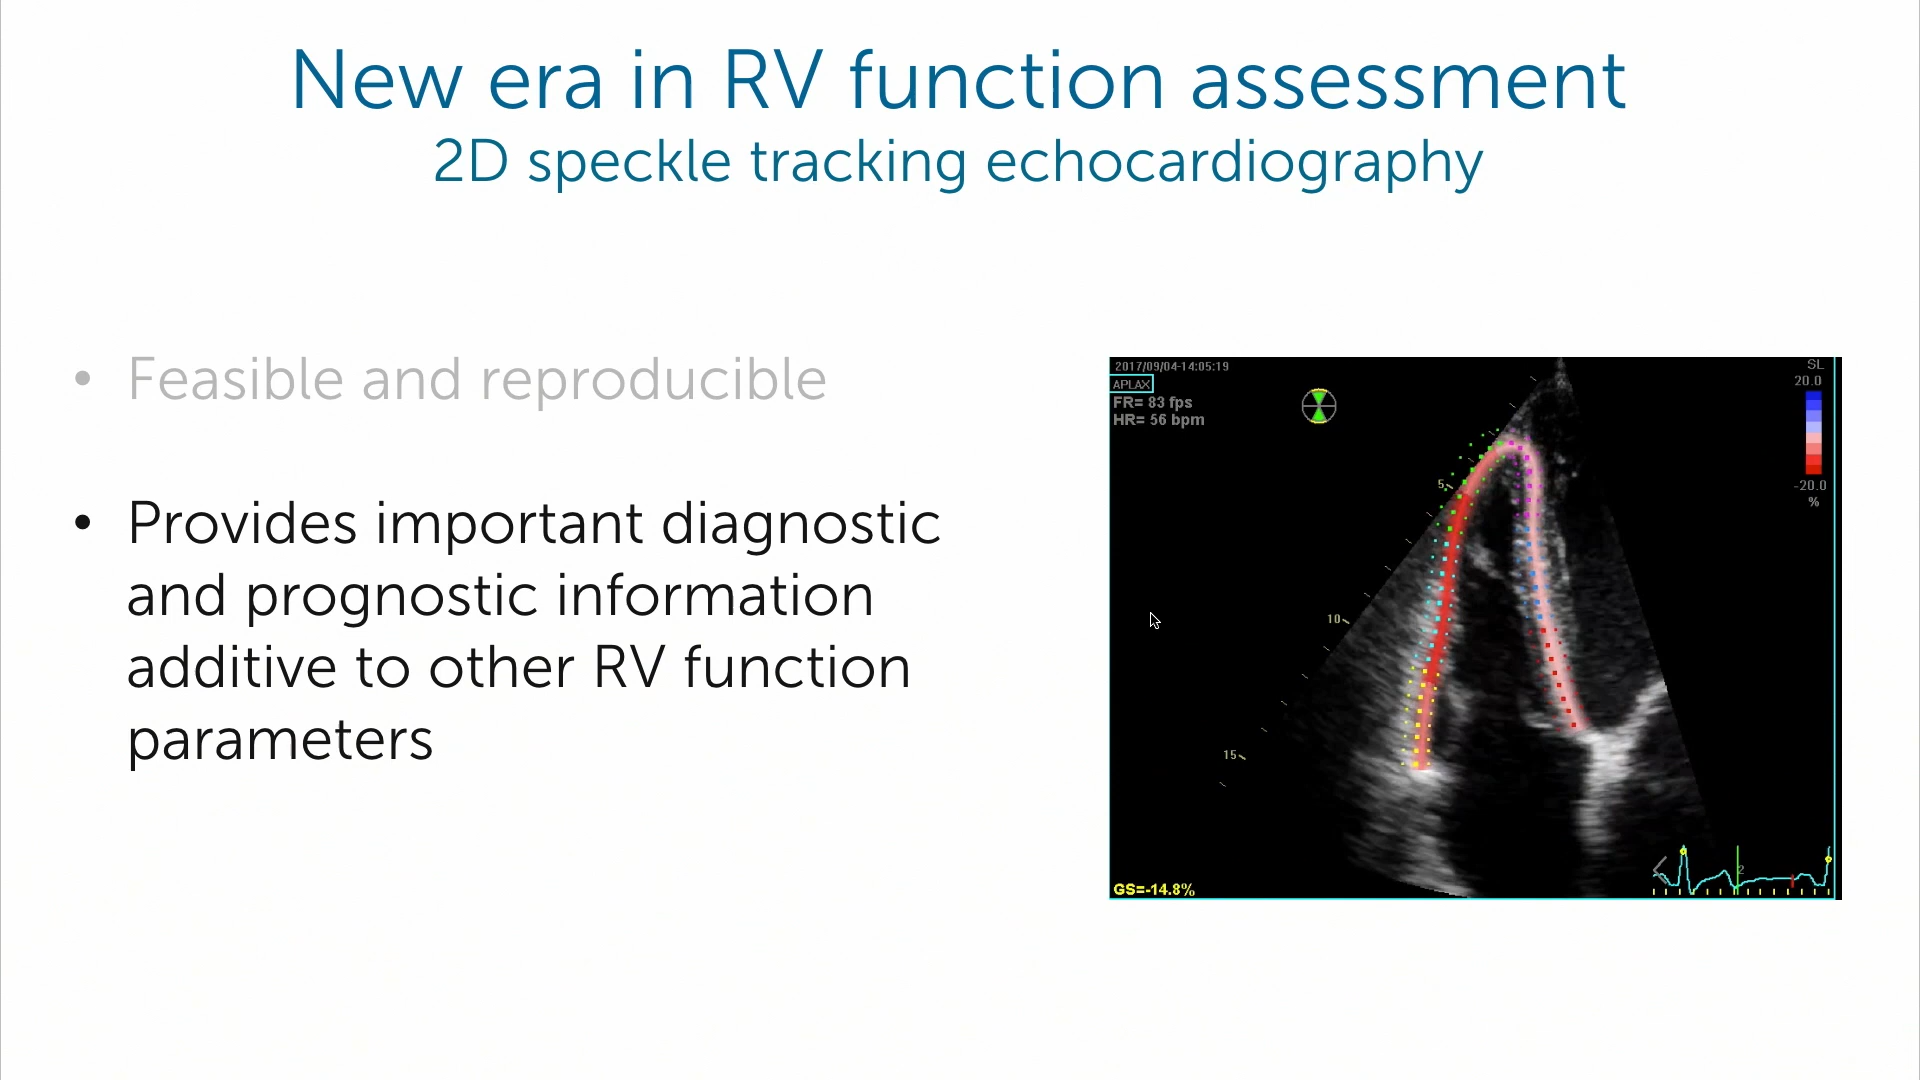 New era in RV function assessment
2D speckle tracking echocardiography
• Feasible and reproducible
• Provides important diagnostic
and prognostic information
additive to other RV function
parameters
2017/09/04-14:05:19
APLAX
FR= 83 fps
HR= 56 bpm
SL
20.0
-20.0
%
5
10
15
GS=-14.8%
2